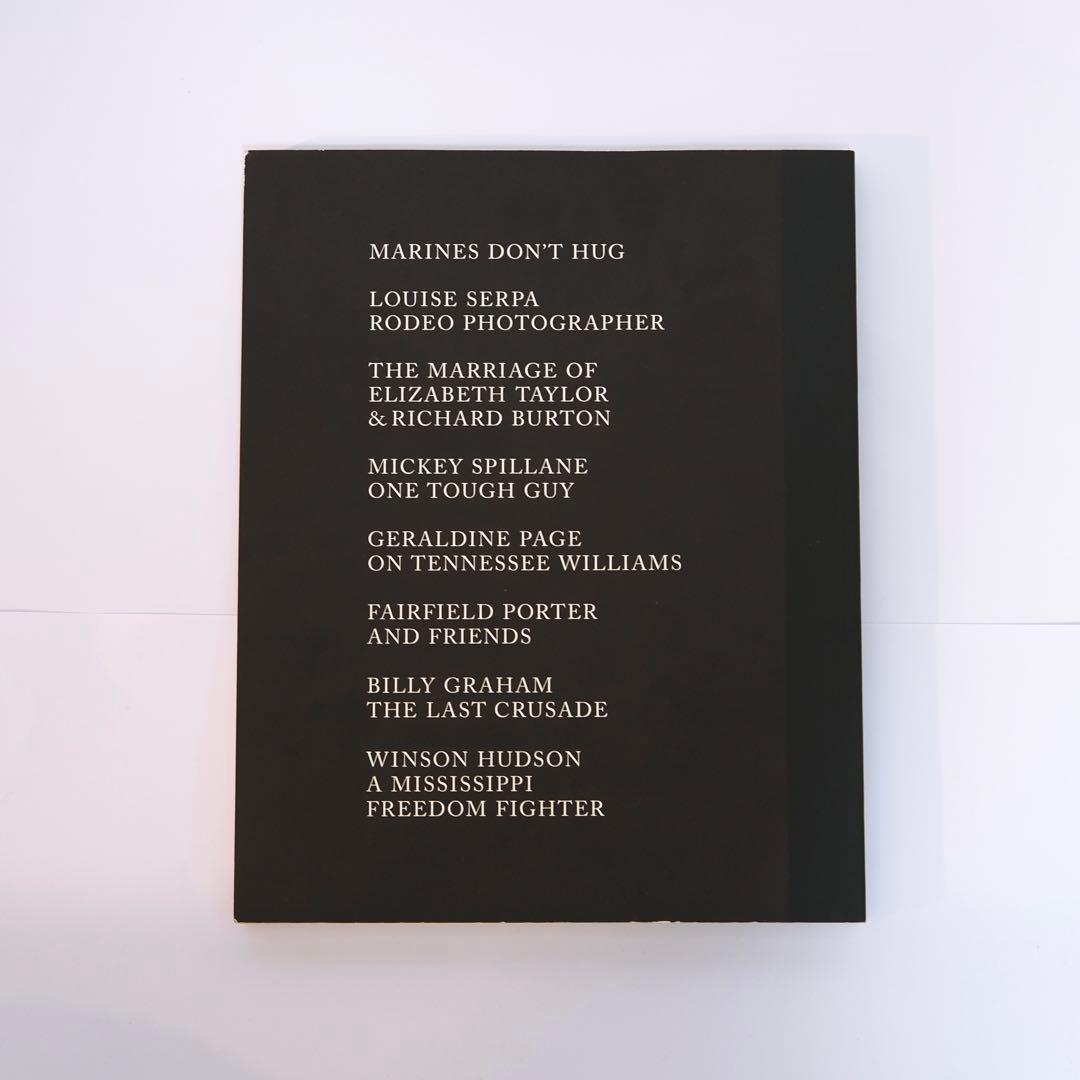 MARINES DON'T HUG
LOUISE SERPA
RODEO PHOTOGRAPHER
THE MARRIAGE OF
ELIZABETH TAYLOR
& RICHARD BURTON
MICKEY SPILLANE
ONE TOUGH GUY
GERALDINE PAGE
ON TENNESSEE WILLIAMS
FAIRFIELD PORTER
AND FRIENDS
BILLY GRAHAM
THE LAST CRUSADE
WINSON HUDSON
A MISSISSIPPI
FREEDOM FIGHTER